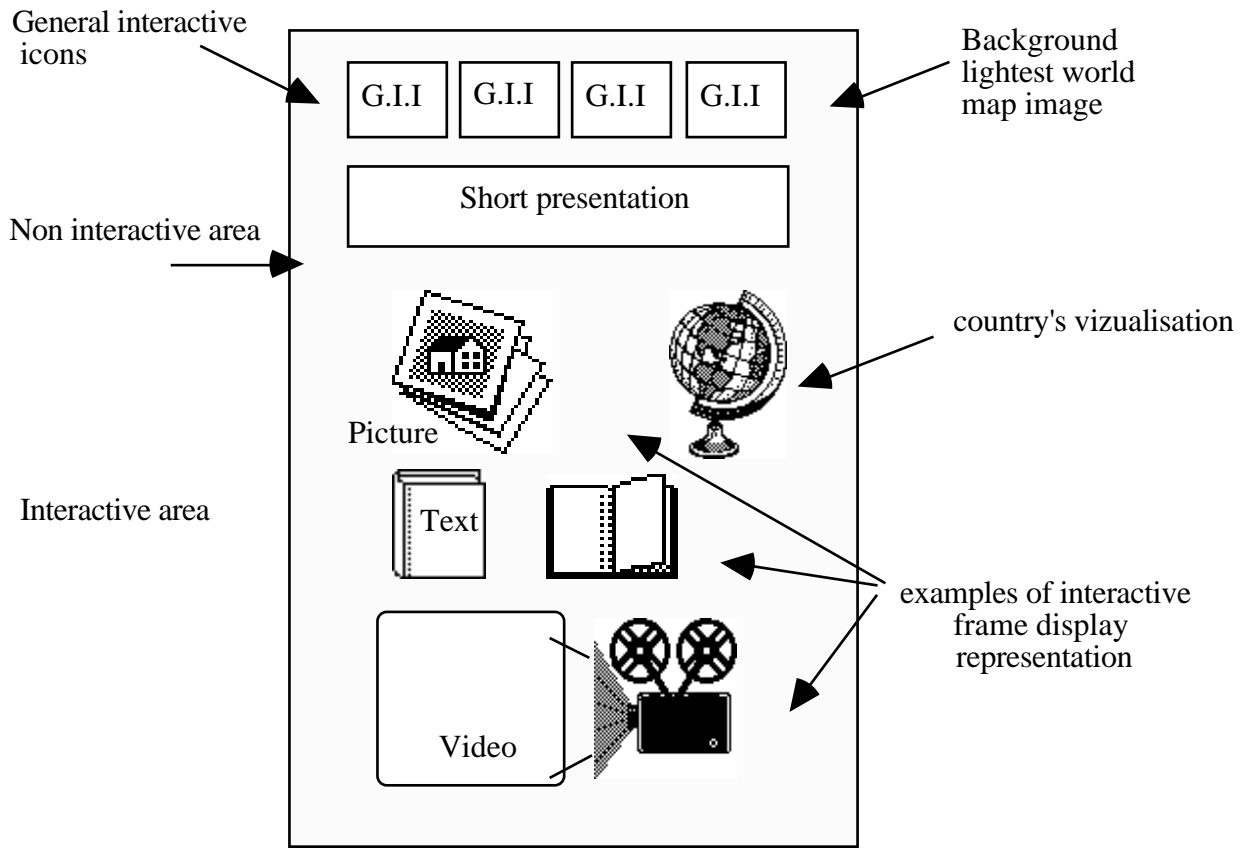 General interactive
icons
Background
lightest world
map image
G.I.I G.I.I G.I.I G.I.I
Short presentation
Non interactive area
country's vizualisation
Picture
Interactive area
Text
examples of interactive
frame display
representation
Video